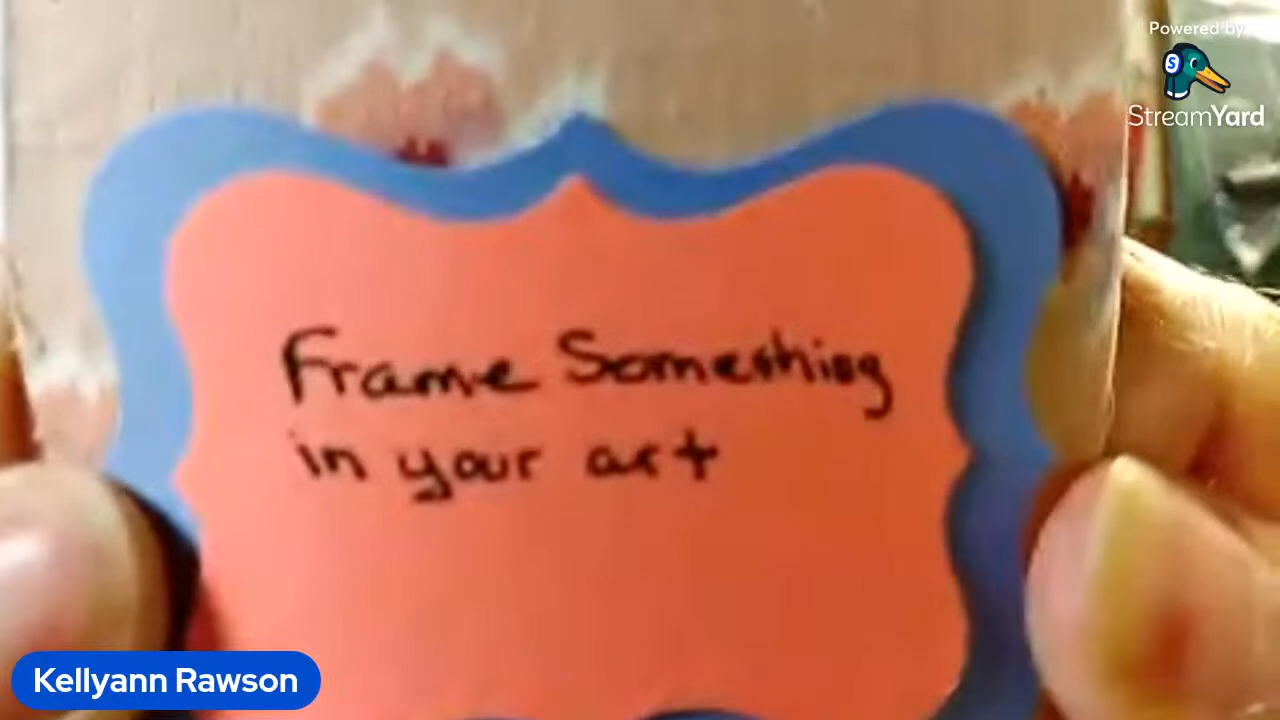 Powered by
StreamYard
Frame Something
in your art
Kellyann Rawson